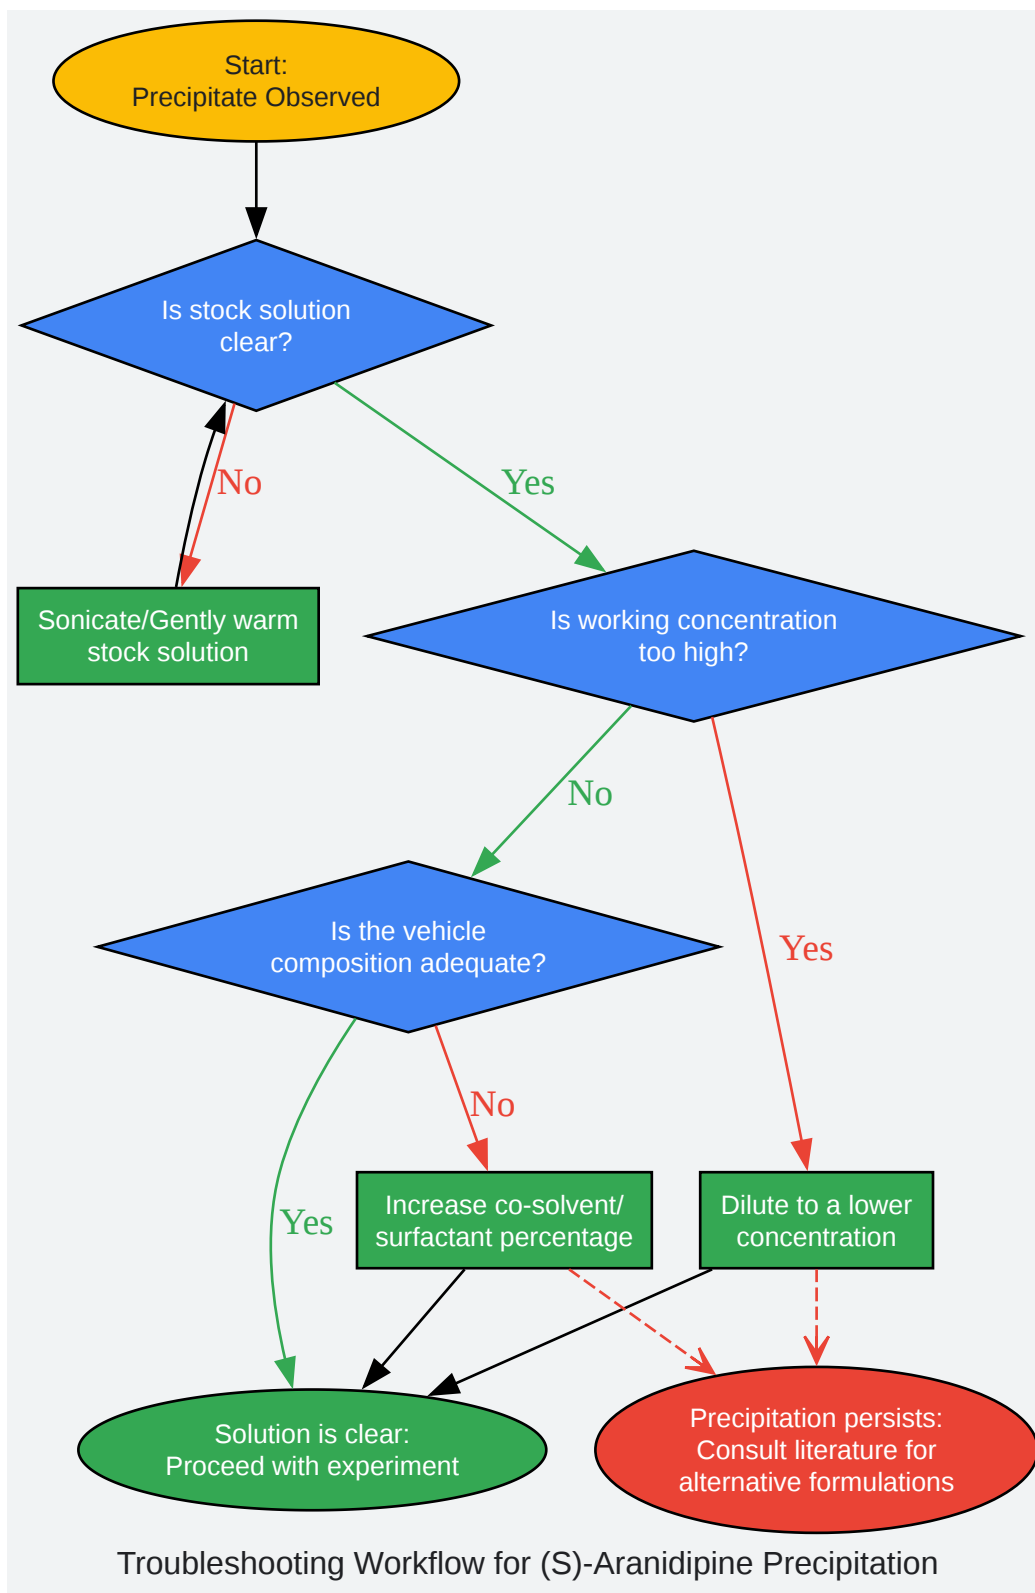 Start:
Precipitate Observed
Is stock solution
clear?
No
Yes
Sonicate/Gently warm
stock solution
Is working concentration
too high?
No
Yes
Is the vehicle
composition adequate?
No
Yes
Increase co-solvent/
surfactant percentage
Dilute to a lower
concentration
Solution is clear:
Proceed with experiment
Precipitation persists:
Consult literature for
alternative formulations
Troubleshooting Workflow for (S)-Aranidipine Precipitation